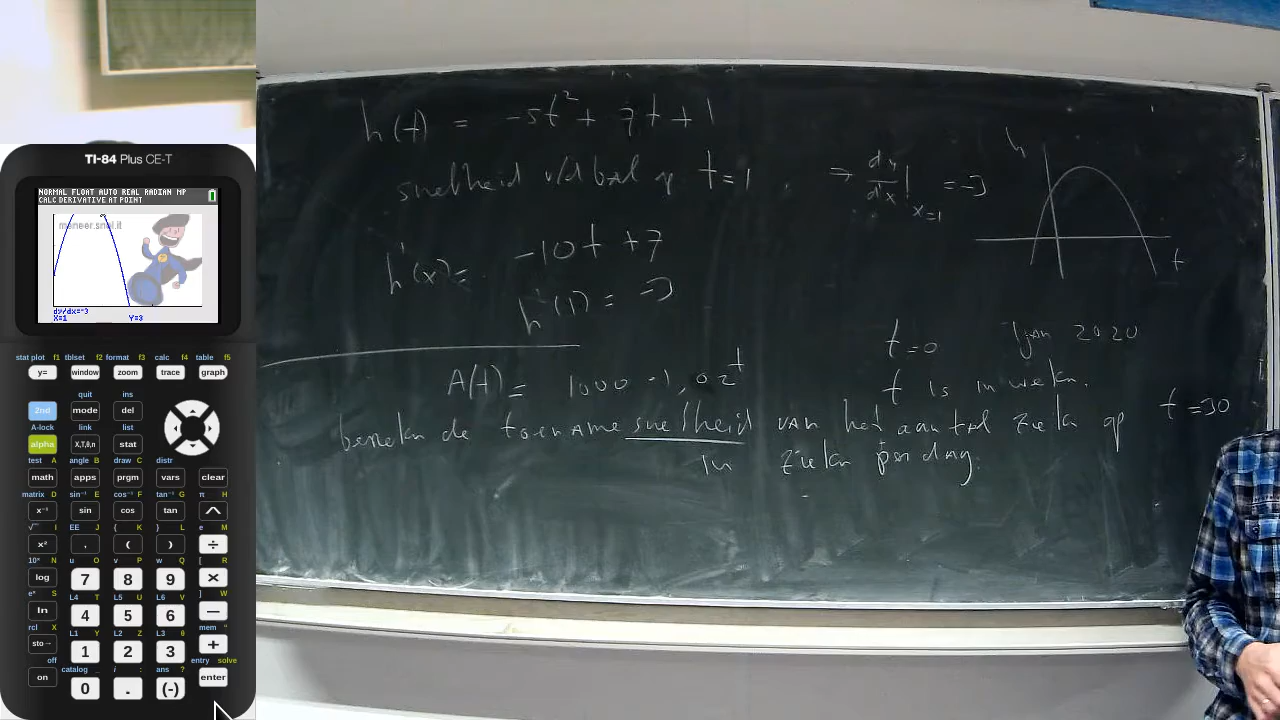 TI-84 Plus CE-T
NORMAL FLOAT AUTO REAL RADIAN MP
CALC DERIVATIVE AT POINT
meneer.snel.it
dy/dx=-3
X=1 Y=3
stat plot f1 tblset f2 format f3 calc f4 table f5
y= window zoom trace graph
quit ins
2nd mode del
A-lock link list
alpha X,T,θ,n stat
test A angle B draw C distr
math apps prgm vars clear
matrix D sin⁻¹ E cos⁻¹ F tan⁻¹ G π H
x⁻¹ sin cos tan ^
√ I EE J { K } L e M
x² , ( ) ÷
10ˣ N u O v P w Q [ R
log 7 8 9 ×
eˣ S L4 T L5 U L6 V ] W
ln 4 5 6 —
rcl X L1 Y L2 Z L3 θ mem "
sto→ 1 2 3 +
off catalog _ i : ans ? entry solve
on 0 . (-) enter
h(t) = -5t² + 7t + 1
snelheid v/d bal op t=1 . ⇒ dy/dx | x=1 = -3
h t
h'(x) = -10t + 7
h'(1) = -3
t=0 1 jan 2020
A(t) = 1000 · 1,02^t t is in weken.
bereken de toename snelheid van het aantal zieken op t=30
in zieken per dag.